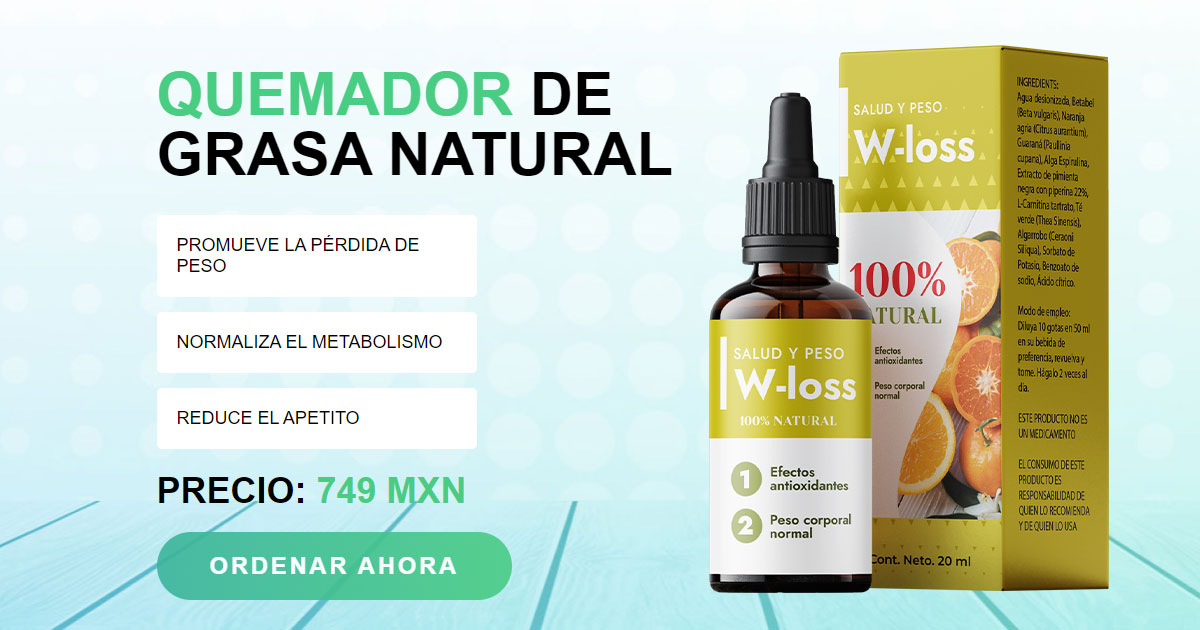 QUEMADOR DE
GRASA NATURAL
PROMUEVE LA PÉRDIDA DE
PESO
NORMALIZA EL METABOLISMO
REDUCE EL APETITO
PRECIO: 749 MXN
ORDENAR AHORA
SALUD Y PESO
W-loss
100% NATURAL
1 Efectos
antioxidantes
2 Peso corporal
normal
SALUD Y PESO
W-loss
100%
ATURAL
Efectos
antioxidantes
Peso corporal
normal
Cont. Neto. 20 ml
INGREDIENTS:
Agua desionizada, Betabel
(Beta vulgaris), Naranja
agria (Citrus aurantium),
Guaraná (Paullinia
cupana), Alga Espirulina,
Extracto de pimienta
negra con piperina 22%,
L-Carnitina tartrato, Té
verde (Thea Sinensis),
Algarrobo (Ceraoni
Siliqua), Sorbato de
Potasio, Benzoato de
sodio, Ácido cítrico.
Modo de empleo:
Diluya 10 gotas en 50 ml
en su bebida de
preferencia, revuelva y
tome. Hágalo 2 veces al
día.
ESTE PRODUCTO NO ES
UN MEDICAMENTO
EL CONSUMO DE ESTE
PRODUCTO ES
RESPONSABILIDAD DE
QUIEN LO RECOMIENDA
Y DE QUIEN LO USA